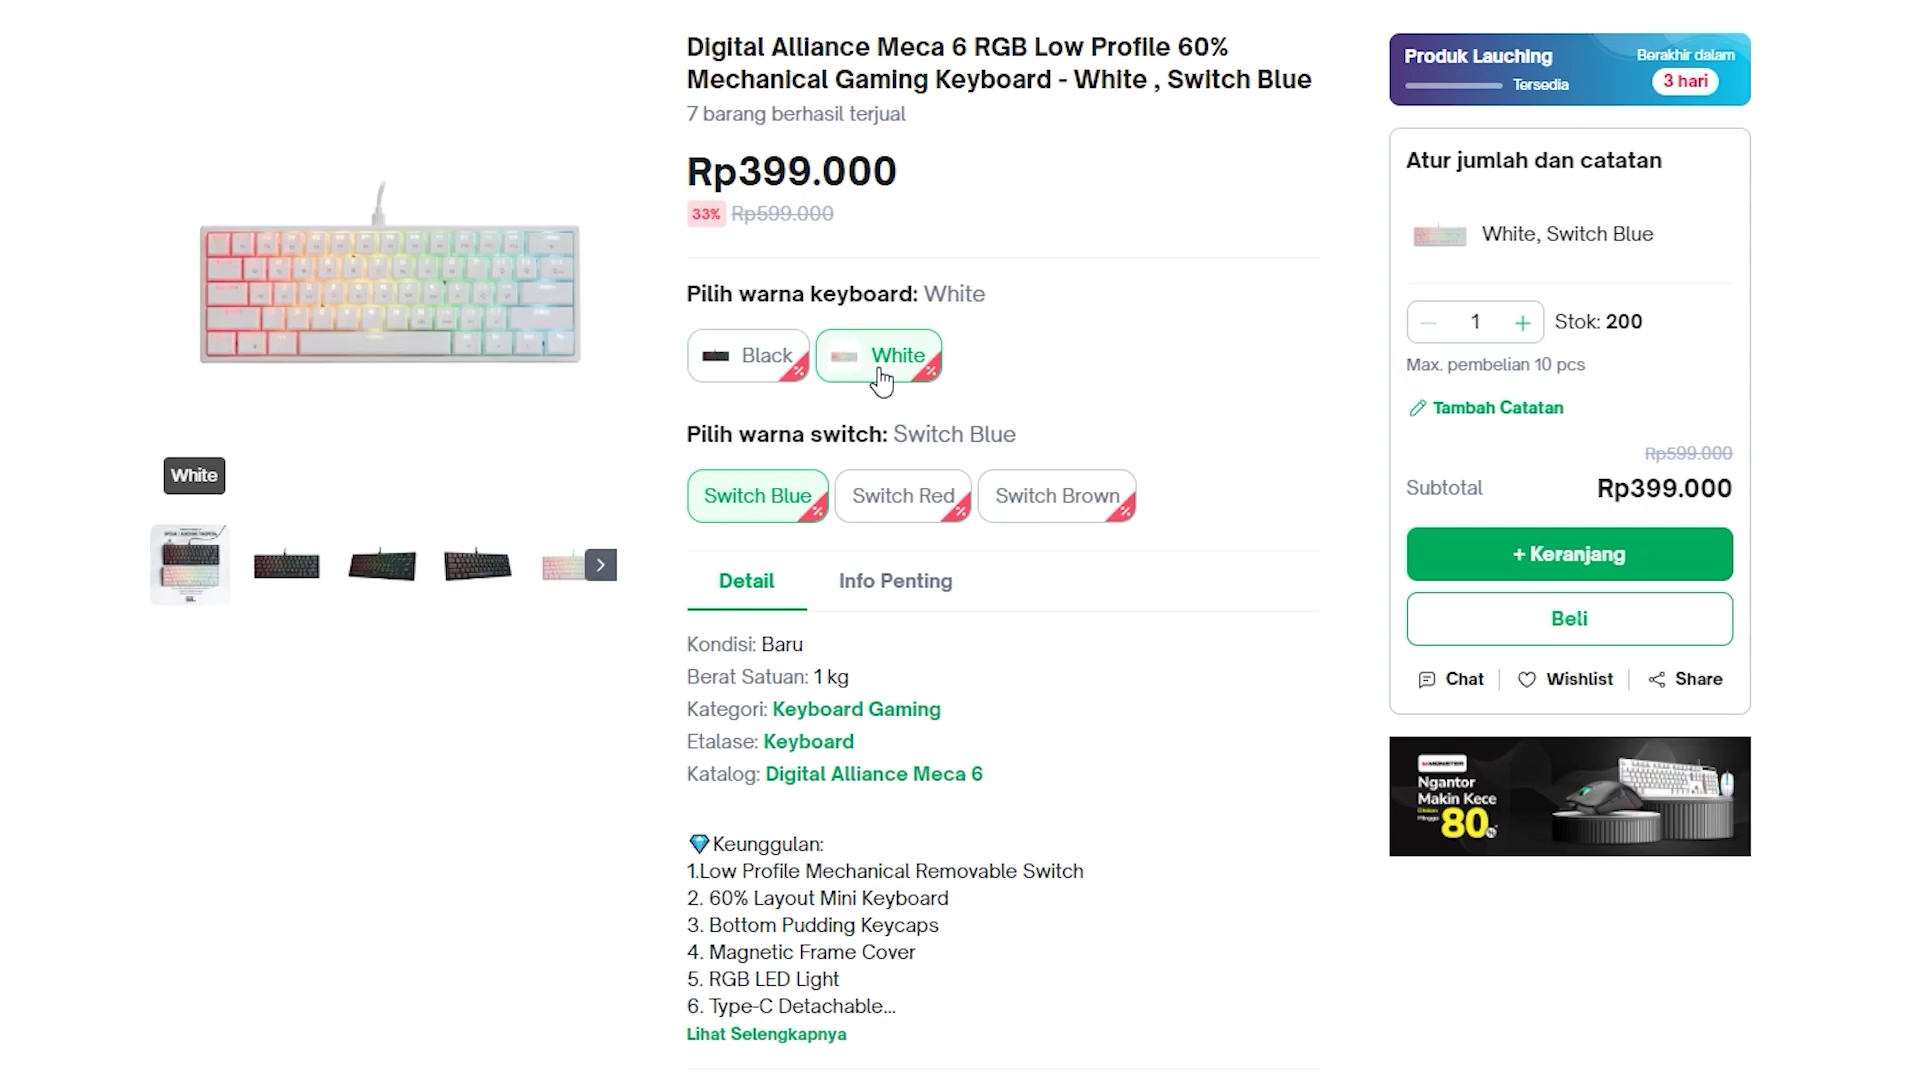 Digital Alliance Meca 6 RGB Low Profile 60%
Mechanical Gaming Keyboard - White , Switch Blue
7 barang berhasil terjual
Rp399.000
33% Rp599.000
Pilih warna keyboard: White
Black
%
White
%
Pilih warna switch: Switch Blue
Switch Blue
%
Switch Red
%
Switch Brown
%
White
Detail
Info Penting
Kondisi: Baru
Berat Satuan: 1 kg
Kategori: Keyboard Gaming
Etalase: Keyboard
Katalog: Digital Alliance Meca 6
Keunggulan:
1.Low Profile Mechanical Removable Switch
2. 60% Layout Mini Keyboard
3. Bottom Pudding Keycaps
4. Magnetic Frame Cover
5. RGB LED Light
6. Type-C Detachable...
Lihat Selengkapnya
Produk Lauching
Tersedia
Berakhir dalam
3 hari
Atur jumlah dan catatan
White, Switch Blue
1
Stok: 200
Max. pembelian 10 pcs
Tambah Catatan
Rp599.000
Subtotal
Rp399.000
+ Keranjang
Beli
Chat
Wishlist
Share
Ngantor
Makin Kece
80%